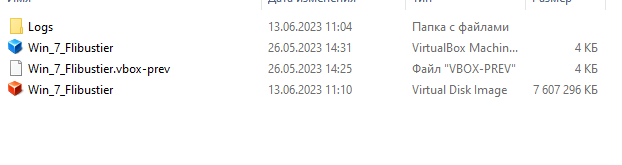 Имя Дата изменения Тип Размер
Logs 13.06.2023 11:04 Папка с файлами
Win_7_Flibustier 26.05.2023 14:31 VirtualBox Machin... 4 КБ
Win_7_Flibustier.vbox-prev 26.05.2023 14:25 Файл "VBOX-PREV" 4 КБ
Win_7_Flibustier 13.06.2023 11:10 Virtual Disk Image 7 607 296 КБ